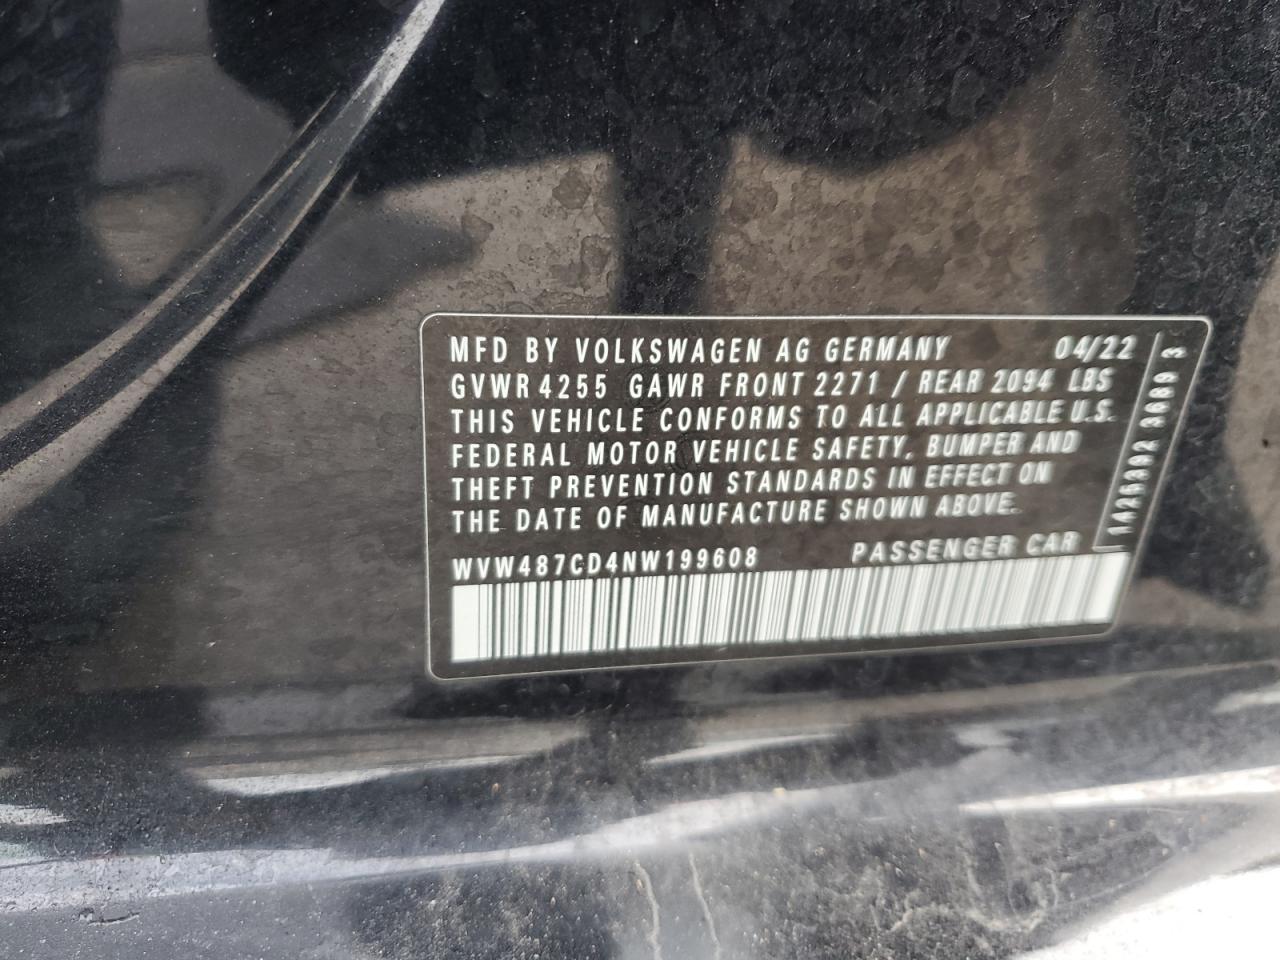 MFD BY VOLKSWAGEN AG GERMANY 04/22
GVWR 4255 GAWR FRONT 2271 / REAR 2094 LBS
THIS VEHICLE CONFORMS TO ALL APPLICABLE U.S.
FEDERAL MOTOR VEHICLE SAFETY, BUMPER AND
THEFT PREVENTION STANDARDS IN EFFECT ON
THE DATE OF MANUFACTURE SHOWN ABOVE.
WVW487CD4NW199608 PASSENGER CAR